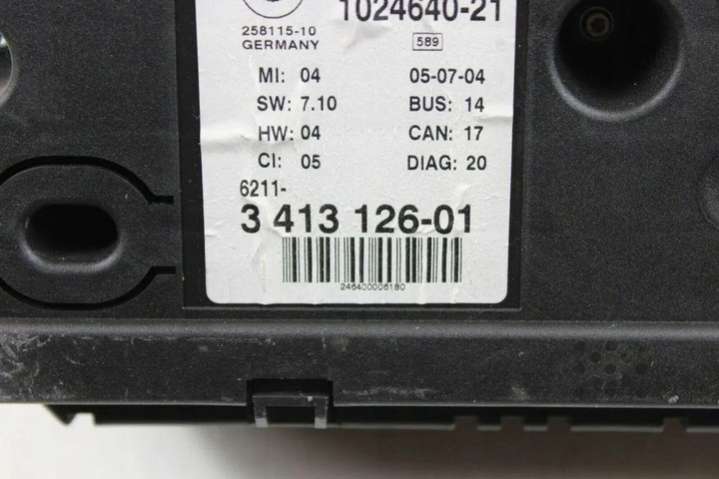 1024640-21
258115-10
GERMANY 589
MI: 04 05-07-04
SW: 7.10 BUS: 14
HW: 04 CAN: 17
CI: 05 DIAG: 20
6211-
3 413 126-01
246400006180